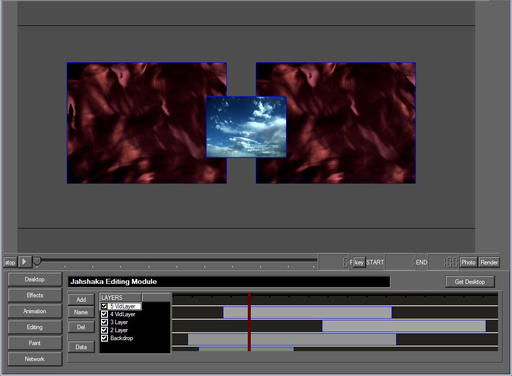 stop
key START END Photo Render
Desktop
Jahshaka Editing Module
Get Desktop
Effects
Add
LAYERS
5 VidLayer
Animation
Name
4 VidLayer
3 Layer
Editing
Del
2 Layer
Backdrop
Paint
Data
Network